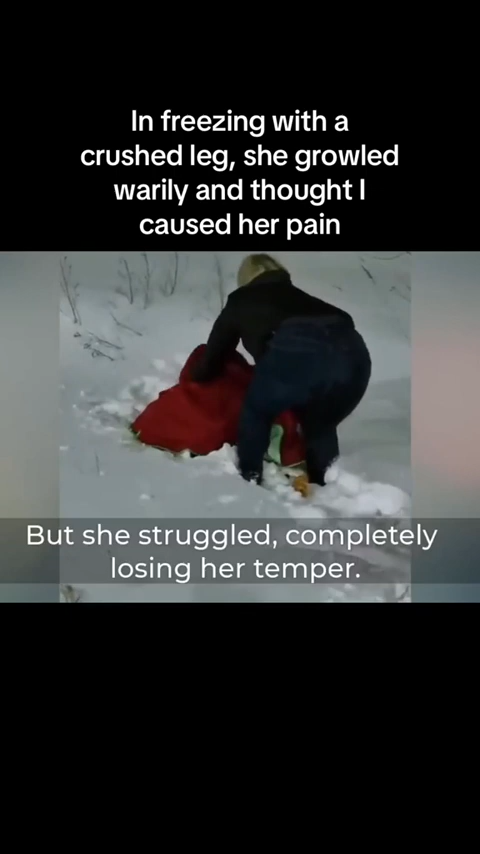 In freezing with a
crushed leg, she growled
warily and thought I
caused her pain
But she struggled, completely
losing her temper.